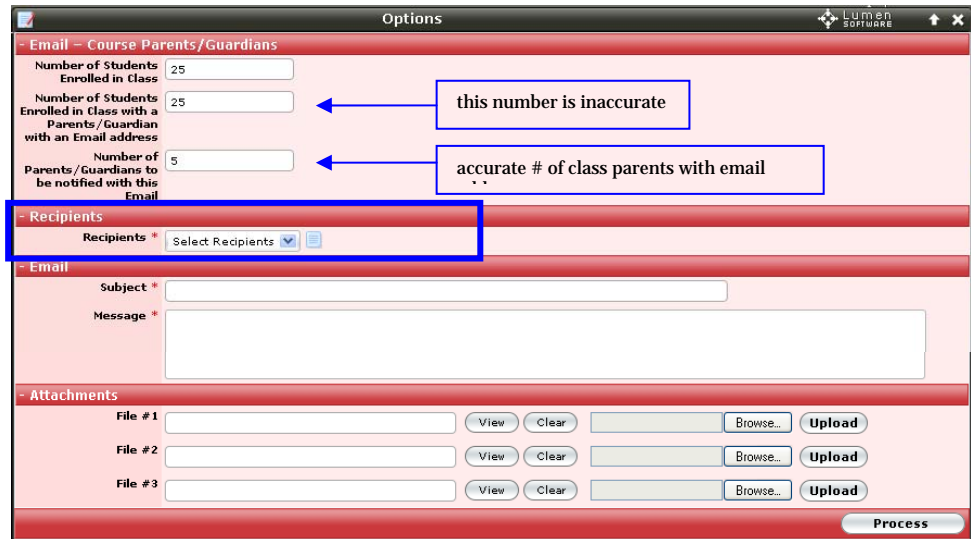 Options
Lumen
SOFTWARE
- Email – Course Parents/Guardians
Number of Students
Enrolled in Class
25
Number of Students
Enrolled in Class with a
Parents/Guardian
with an Email address
25
this number is inaccurate
Number of
Parents/Guardians to
be notified with this
Email
5
accurate # of class parents with email
- Recipients
Recipients *
Select Recipients
- Email
Subject *
Message *
- Attachments
File #1
View Clear Browse... Upload
File #2
View Clear Browse... Upload
File #3
View Clear Browse... Upload
Process